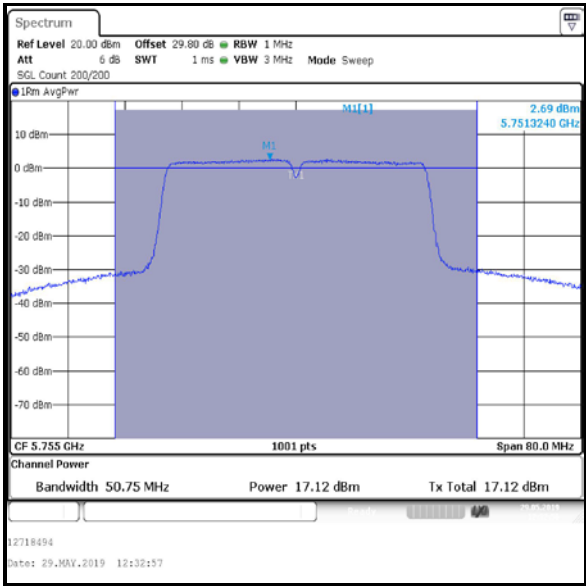 Spectrum
Ref Level 20.00 dBm Offset 29.80 dB RBW 1 MHz
Att 6 dB SWT 1 ms VBW 3 MHz Mode Sweep
SGL Count 200/200
1Rm AvgPwr
M1[1] 2.69 dBm
5.7513240 GHz
10 dBm
M1
0 dBm
-10 dBm
-20 dBm
-30 dBm
-40 dBm
-50 dBm
-60 dBm
-70 dBm
CF 5.755 GHz 1001 pts Span 80.0 MHz
Channel Power
Bandwidth 50.75 MHz Power 17.12 dBm Tx Total 17.12 dBm
12718494
Date: 29.MAY.2019 12:32:57